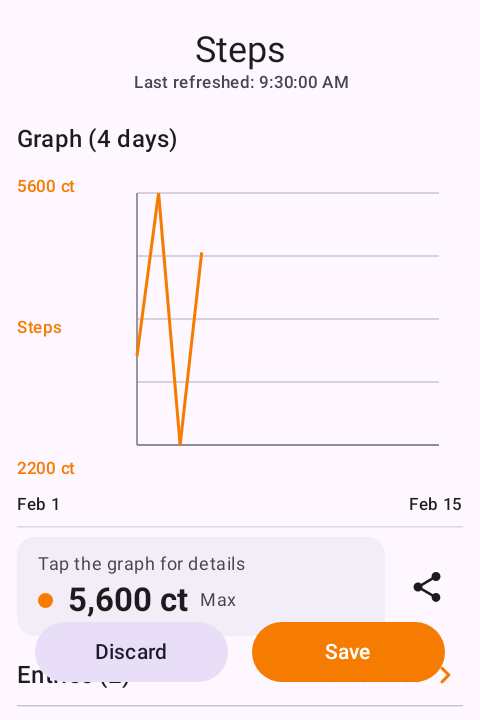 Steps
Last refreshed: 9:30:00 AM
Graph (4 days)
5600 ct
Steps
2200 ct
Feb 1
Feb 15
Tap the graph for details
5,600 ct Max
Discard
Save